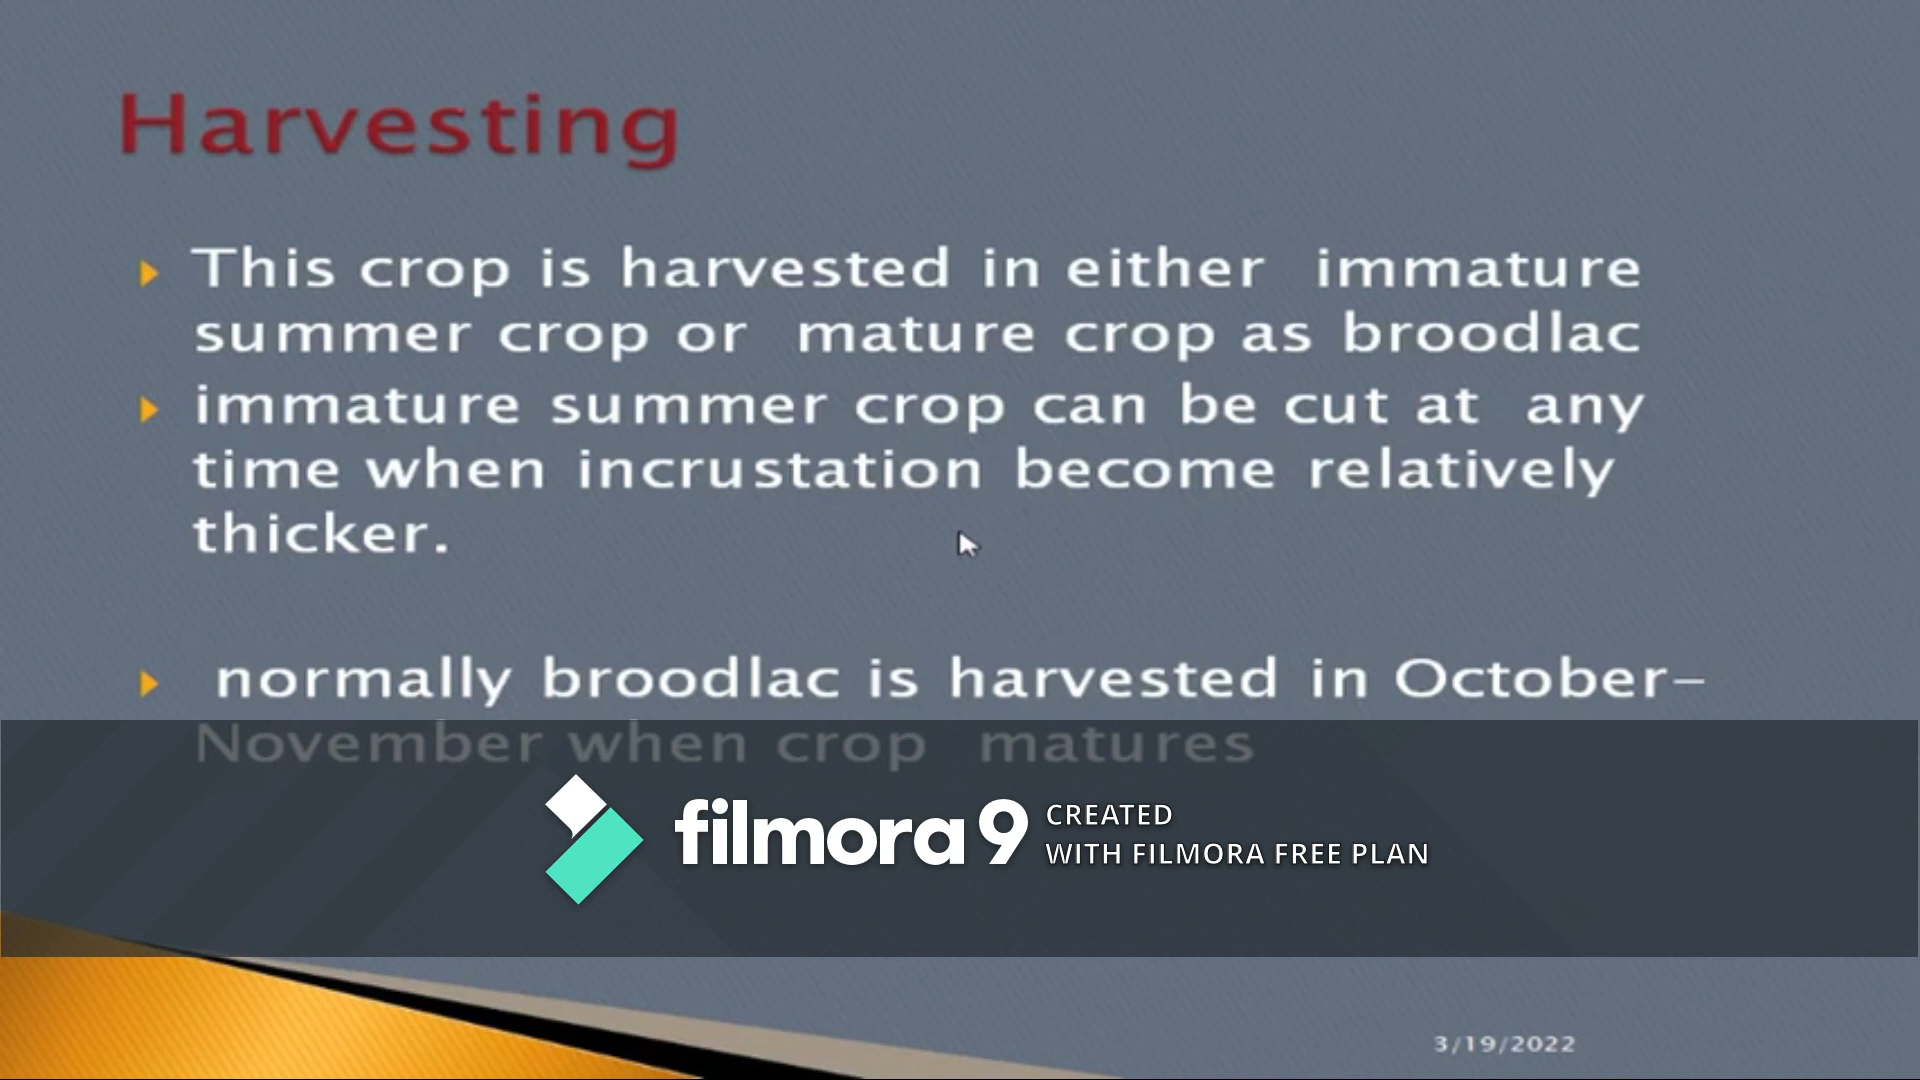 Harvesting
This crop is harvested in either immature
summer crop or mature crop as broodlac
immature summer crop can be cut at any
time when incrustation become relatively
thicker.
normally broodlac is harvested in October–
November when crop matures
filmora 9 CREATED
WITH FILMORA FREE PLAN
3/19/2022